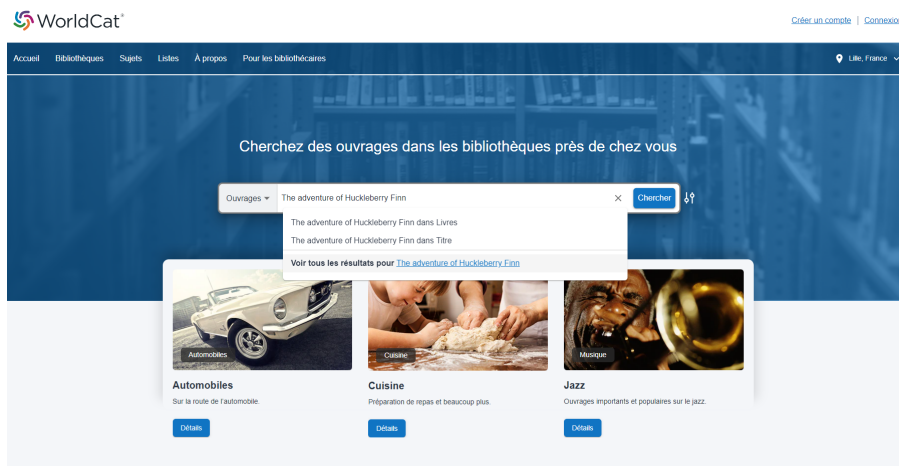 WorldCat®
Créer un compte | Connexion
Accueil Bibliothèques Sujets Listes À propos Pour les bibliothécaires Lille, France
Cherchez des ouvrages dans les bibliothèques près de chez vous
Ouvrages The adventure of Huckleberry Finn Chercher
The adventure of Huckleberry Finn dans Livres
The adventure of Huckleberry Finn dans Titre
Voir tous les résultats pour The adventure of Huckleberry Finn
Automobiles Cuisine Musique
Automobiles Cuisine Jazz
Sur la route de l'automobile. Préparation de repas et beaucoup plus. Ouvrages importants et populaires sur le jazz.
Détails Détails Détails